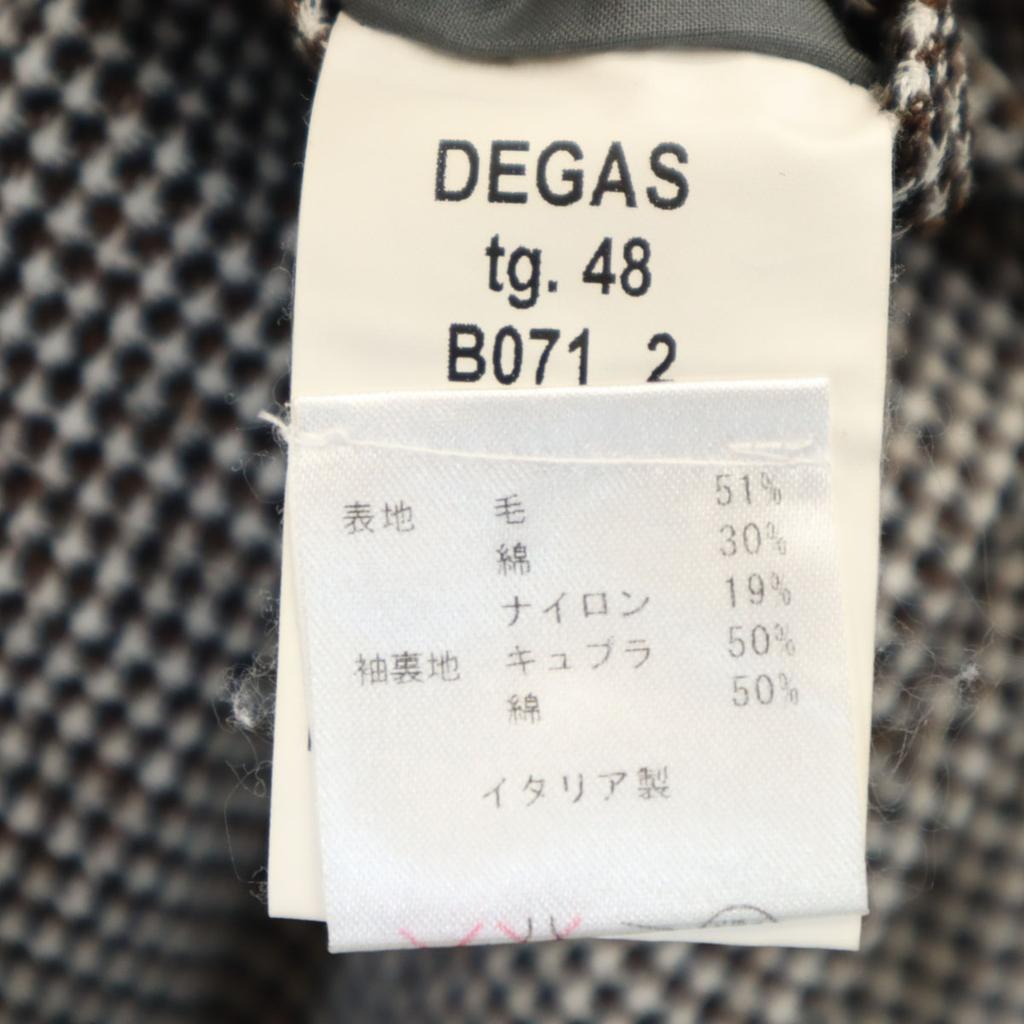 DEGAS
tg. 48
B071 2
表地 毛 51%
綿 30%
ナイロン 19%
袖裏地 キュプラ 50%
綿 50%
イタリア製